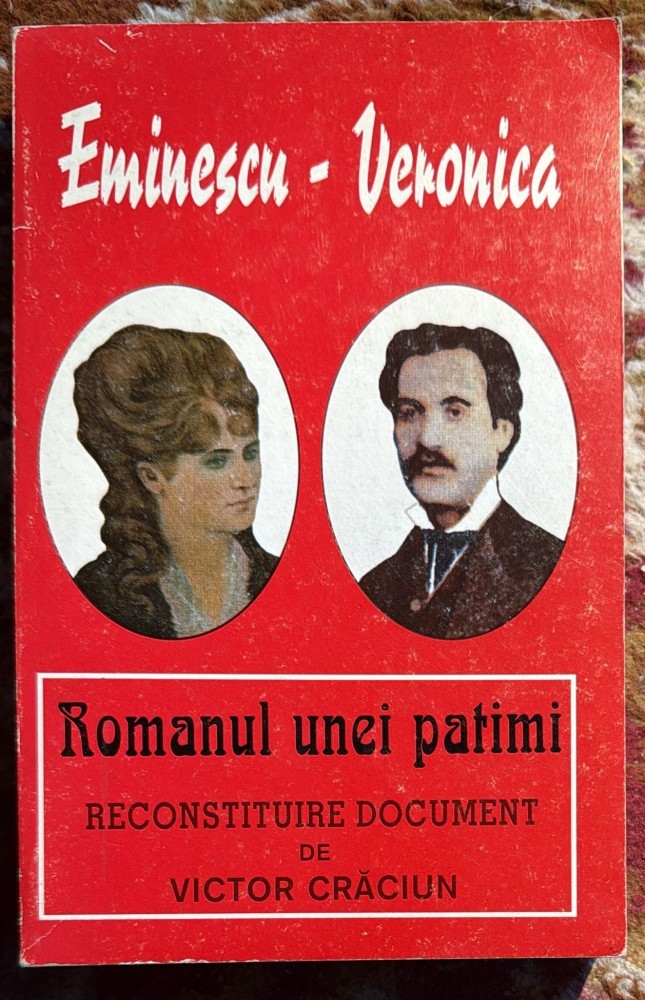 Eminescu - Veronica
Romanul unei patimi
RECONSTITUIRE DOCUMENT
DE
VICTOR CRĂCIUN